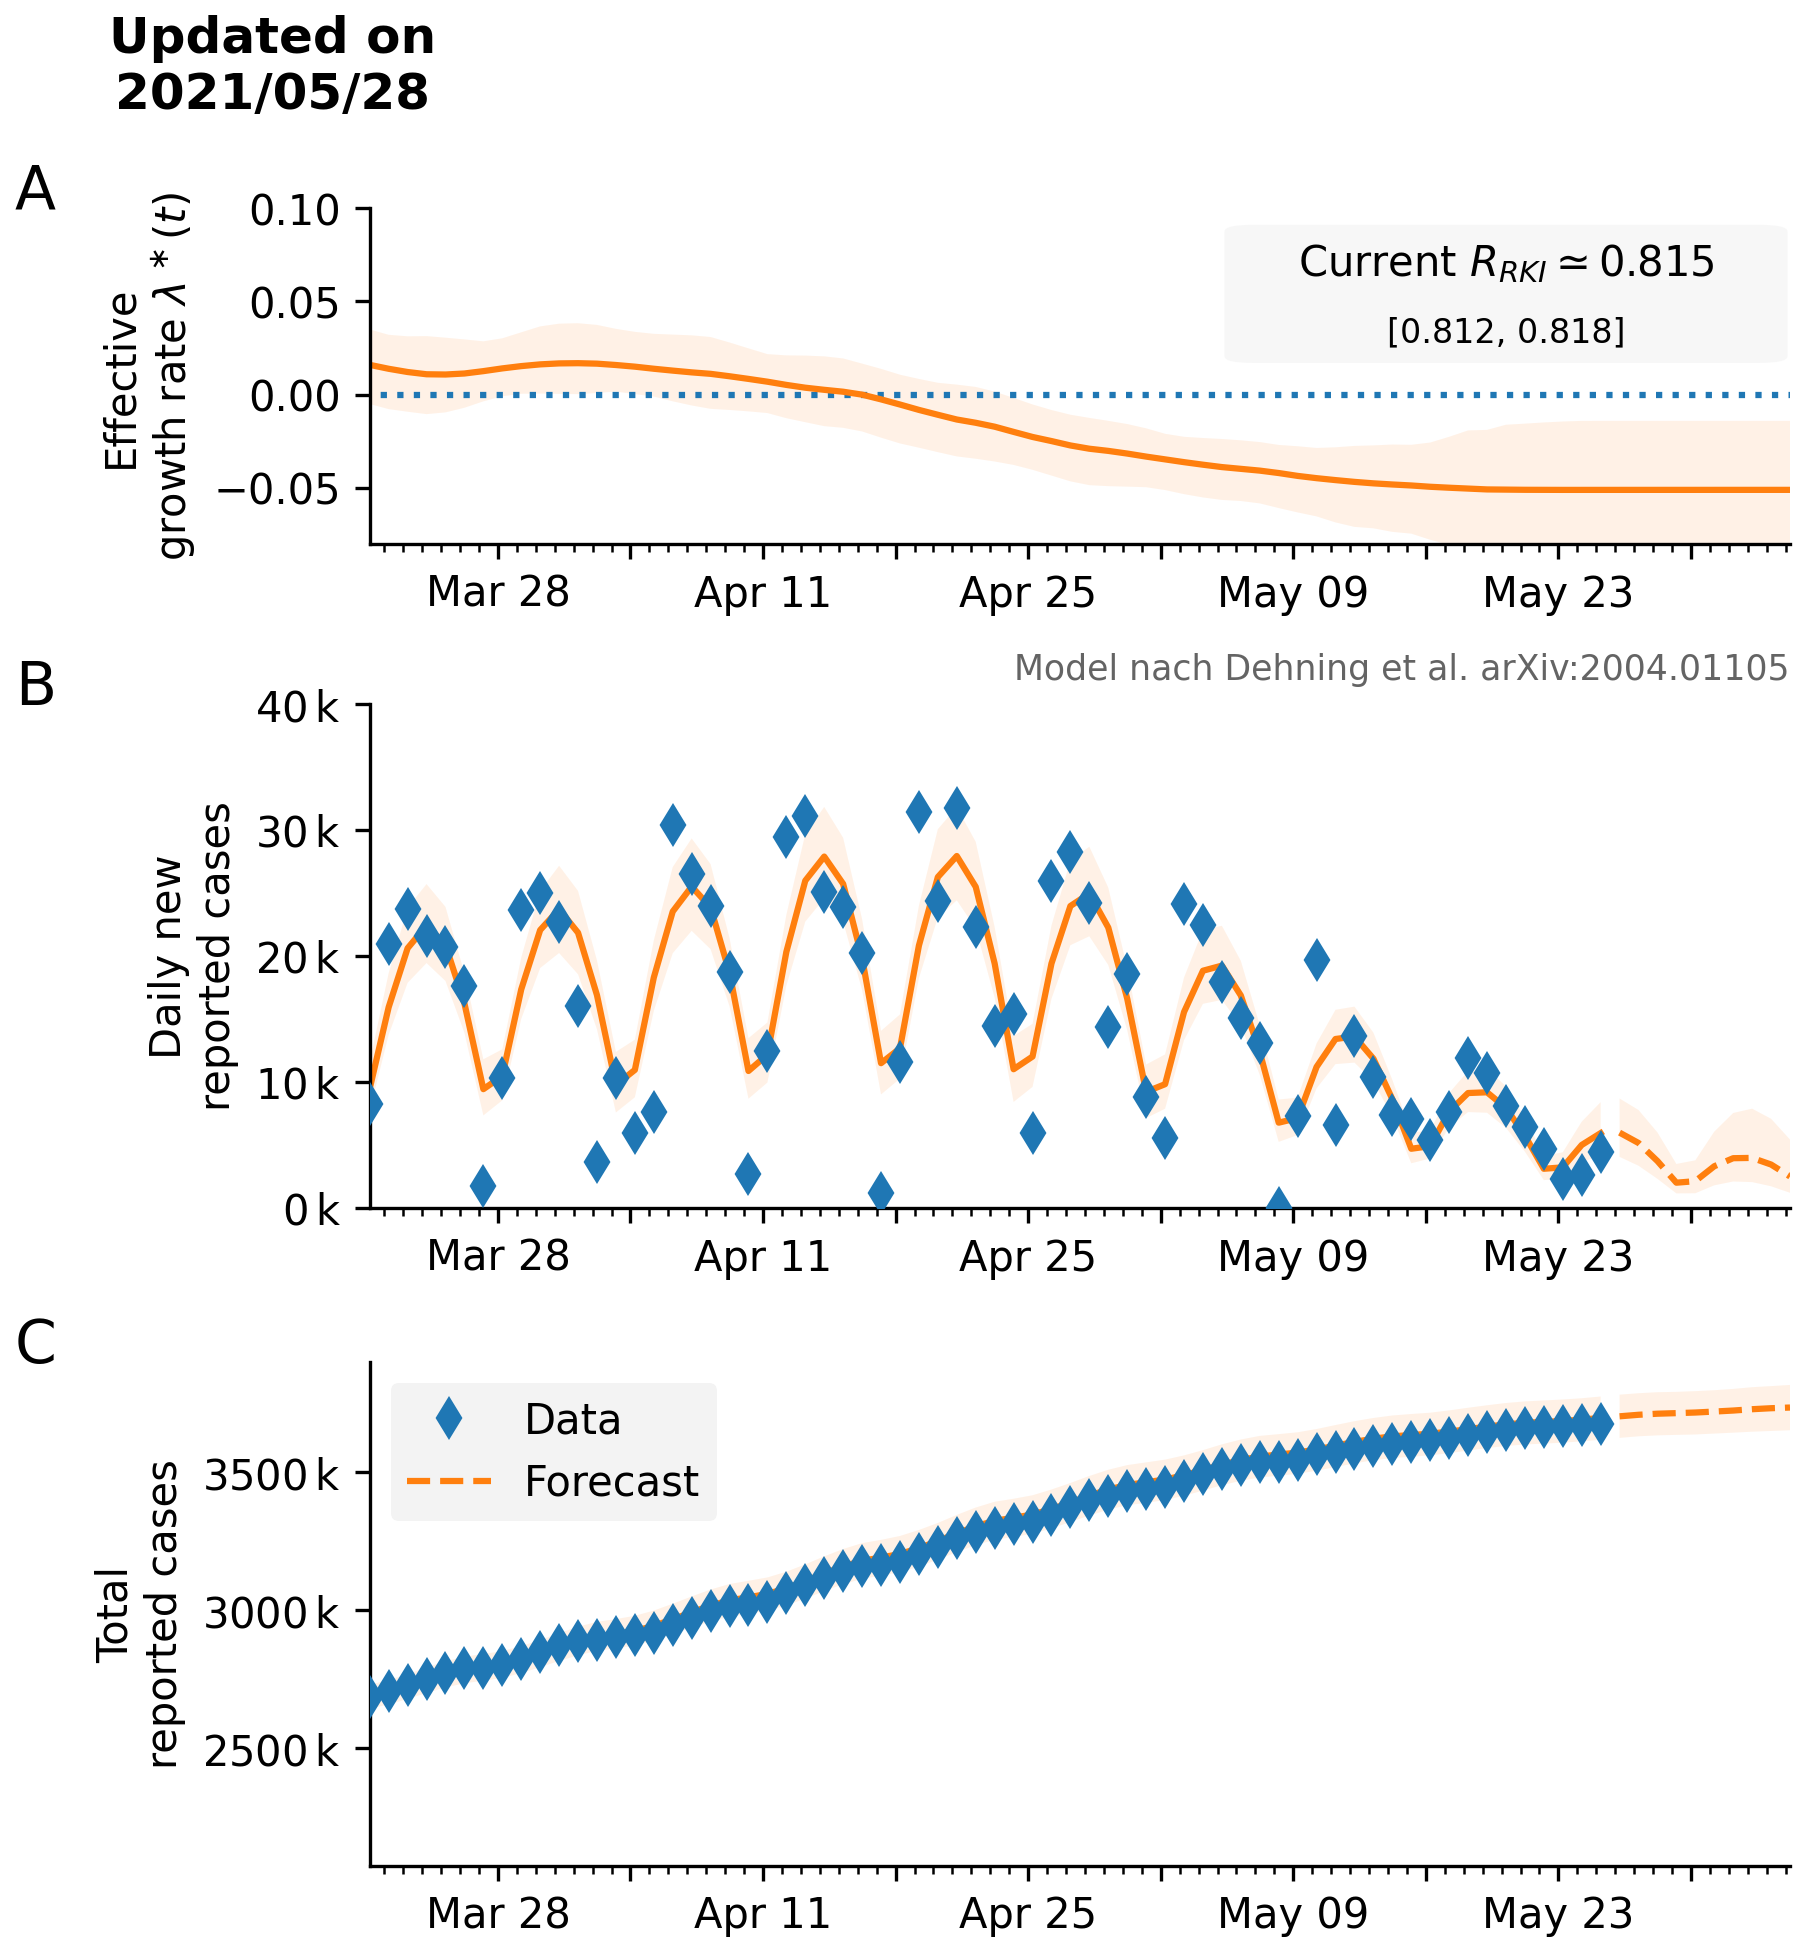 Updated on
2021/05/28
A
Effective
growth rate λ * (t)
0.10
0.05
0.00
−0.05
Current R_RKI ≃ 0.815
[0.812, 0.818]
Mar 28
Apr 11
Apr 25
May 09
May 23
Model nach Dehning et al. arXiv:2004.01105
B
Daily new
reported cases
40 k
30 k
20 k
10 k
0 k
Mar 28
Apr 11
Apr 25
May 09
May 23
C
Total
reported cases
3500 k
3000 k
2500 k
Data
Forecast
Mar 28
Apr 11
Apr 25
May 09
May 23